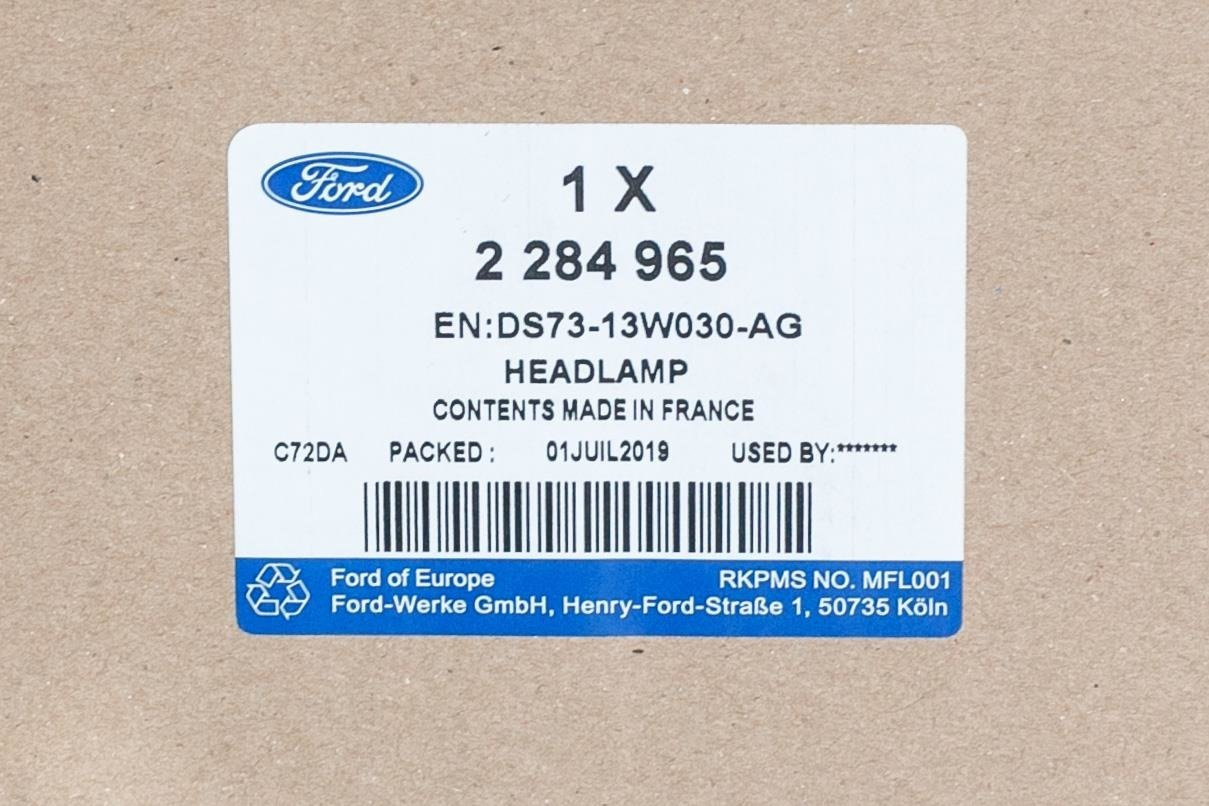 Ford
1 X
2 284 965
EN:DS73-13W030-AG
HEADLAMP
CONTENTS MADE IN FRANCE
C72DA PACKED : 01JUIL2019 USED BY:*******
Ford of Europe RKPMS NO. MFL001
Ford-Werke GmbH, Henry-Ford-Straße 1, 50735 Köln